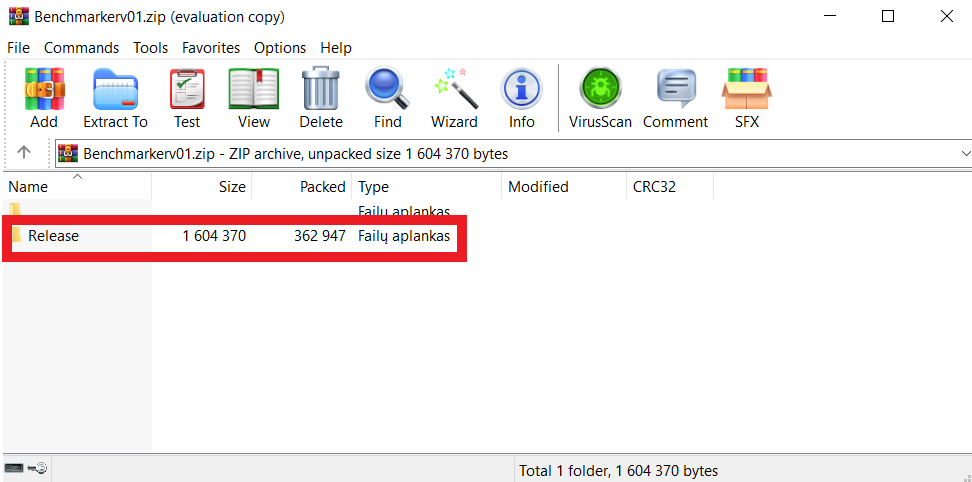 Benchmarkerv01.zip (evaluation copy)
File Commands Tools Favorites Options Help
Add Extract To Test View Delete Find Wizard Info VirusScan Comment SFX
Benchmarkerv01.zip - ZIP archive, unpacked size 1 604 370 bytes
Name Size Packed Type Modified CRC32
Failų aplankas
Release 1 604 370 362 947 Failų aplankas
Total 1 folder, 1 604 370 bytes